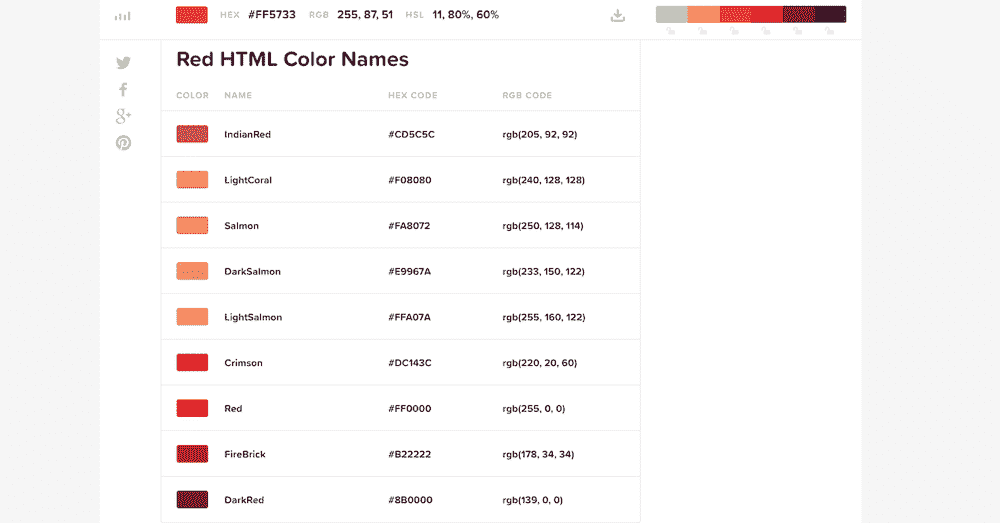 HEX #FF5733 RGB 255, 87, 51 HSL 11, 80%, 60%
Red HTML Color Names
COLOR NAME HEX CODE RGB CODE
IndianRed #CD5C5C rgb(205, 92, 92)
LightCoral #F08080 rgb(240, 128, 128)
Salmon #FA8072 rgb(250, 128, 114)
DarkSalmon #E9967A rgb(233, 150, 122)
LightSalmon #FFA07A rgb(255, 160, 122)
Crimson #DC143C rgb(220, 20, 60)
Red #FF0000 rgb(255, 0, 0)
FireBrick #B22222 rgb(178, 34, 34)
DarkRed #8B0000 rgb(139, 0, 0)